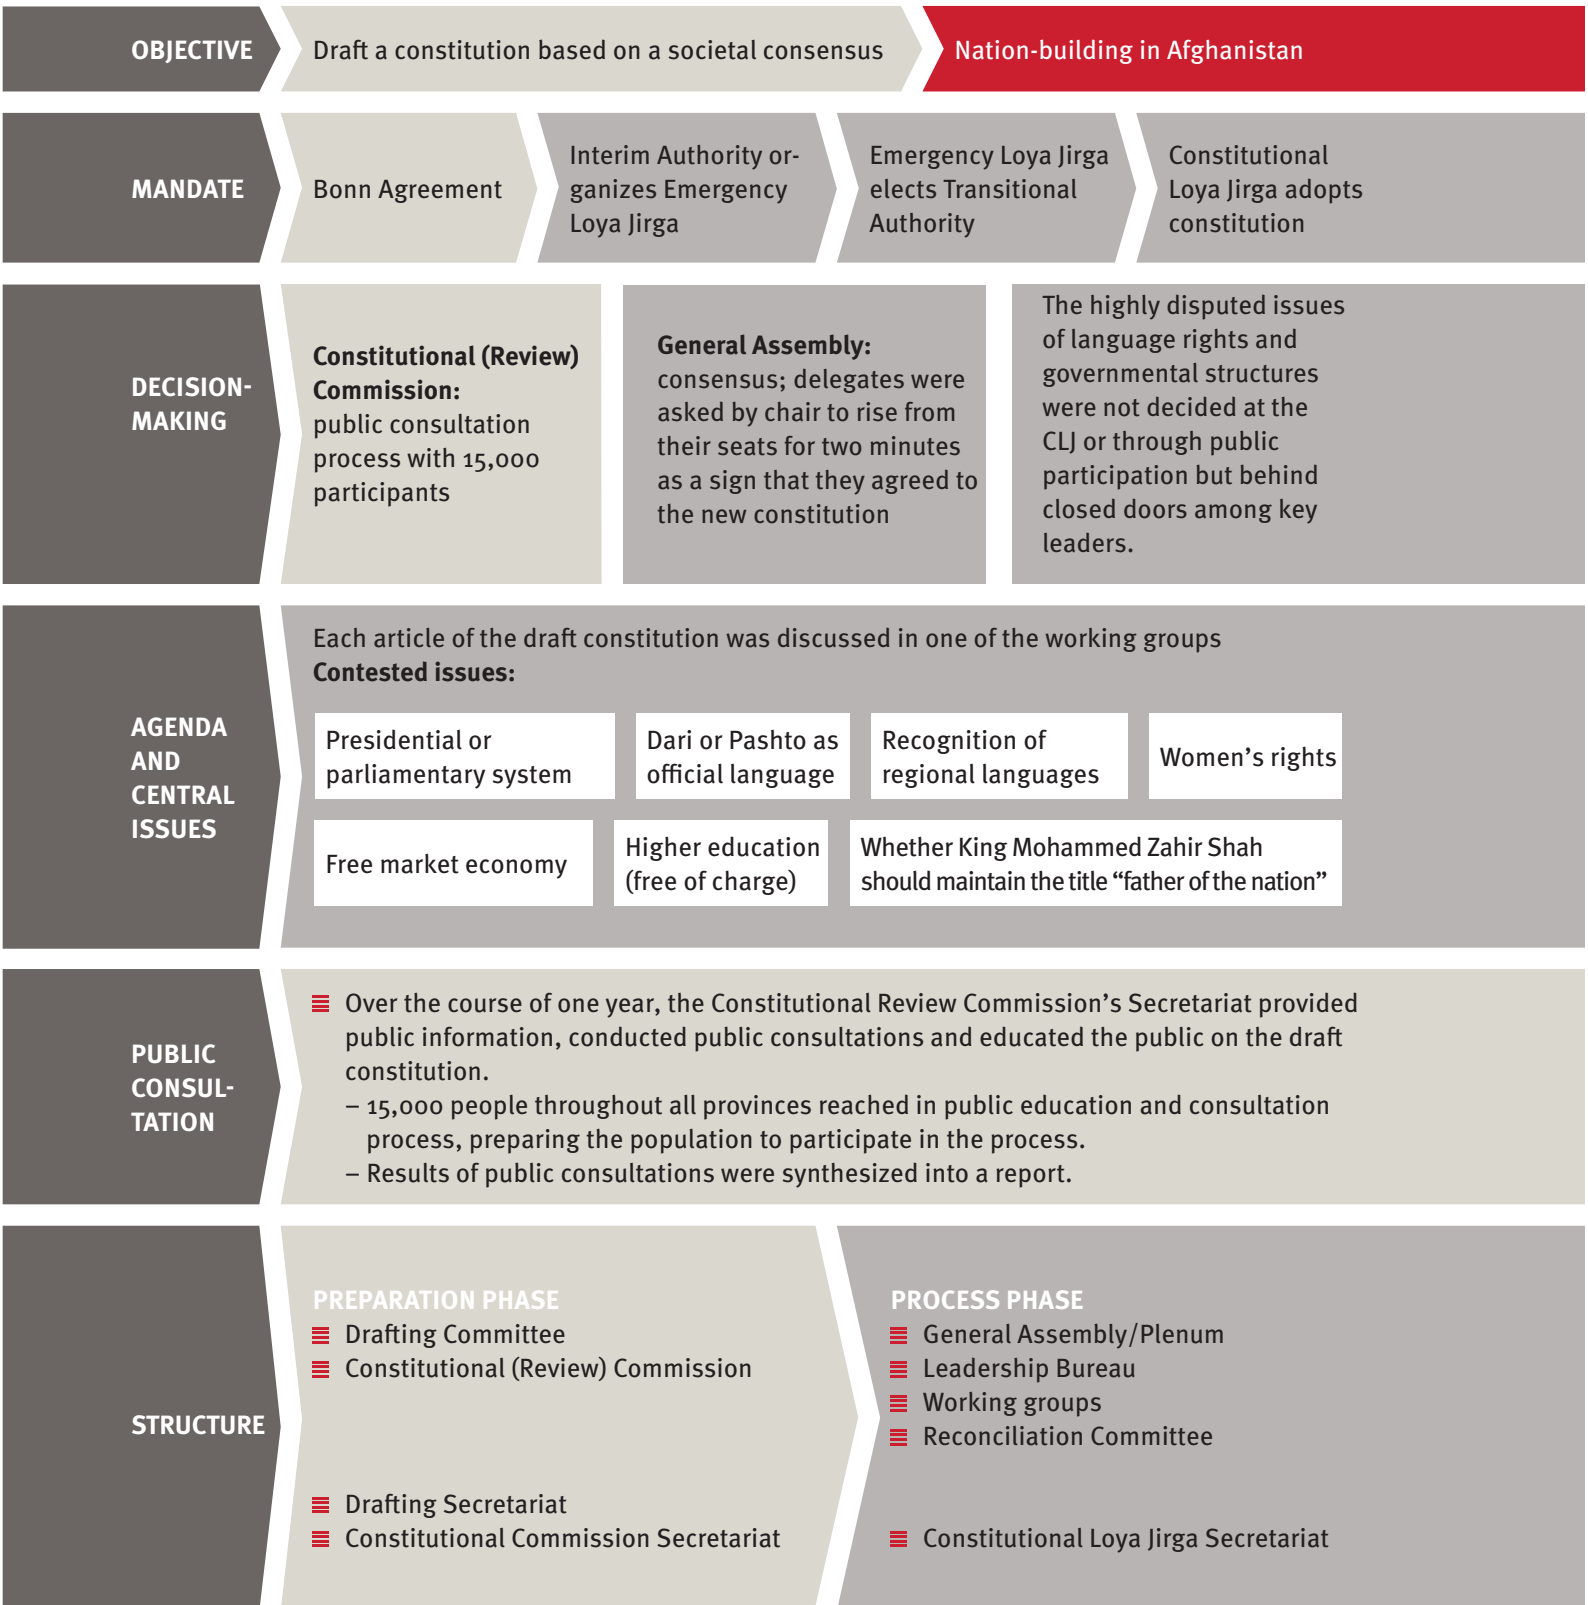 OBJECTIVE
Draft a constitution based on a societal consensus
Nation-building in Afghanistan
MANDATE
Bonn Agreement
Interim Authority or-
ganizes Emergency
Loya Jirga
Emergency Loya Jirga
elects Transitional
Authority
Constitutional
Loya Jirga adopts
constitution
DECISION-
MAKING
Constitutional (Review)
Commission:
public consultation
process with 15,000
participants
General Assembly:
consensus; delegates were
asked by chair to rise from
their seats for two minutes
as a sign that they agreed to
the new constitution
The highly disputed issues
of language rights and
governmental structures
were not decided at the
CLJ or through public
participation but behind
closed doors among key
leaders.
AGENDA
AND
CENTRAL
ISSUES
Each article of the draft constitution was discussed in one of the working groups
Contested issues:
Presidential or
parliamentary system
Dari or Pashto as
official language
Recognition of
regional languages
Women’s rights
Free market economy
Higher education
(free of charge)
Whether King Mohammed Zahir Shah
should maintain the title “father of the nation”
PUBLIC
CONSUL-
TATION
Over the course of one year, the Constitutional Review Commission’s Secretariat provided
public information, conducted public consultations and educated the public on the draft
constitution.
– 15,000 people throughout all provinces reached in public education and consultation
process, preparing the population to participate in the process.
– Results of public consultations were synthesized into a report.
STRUCTURE
PREPARATION PHASE
Drafting Committee
Constitutional (Review) Commission
Drafting Secretariat
Constitutional Commission Secretariat
PROCESS PHASE
General Assembly/Plenum
Leadership Bureau
Working groups
Reconciliation Committee
Constitutional Loya Jirga Secretariat